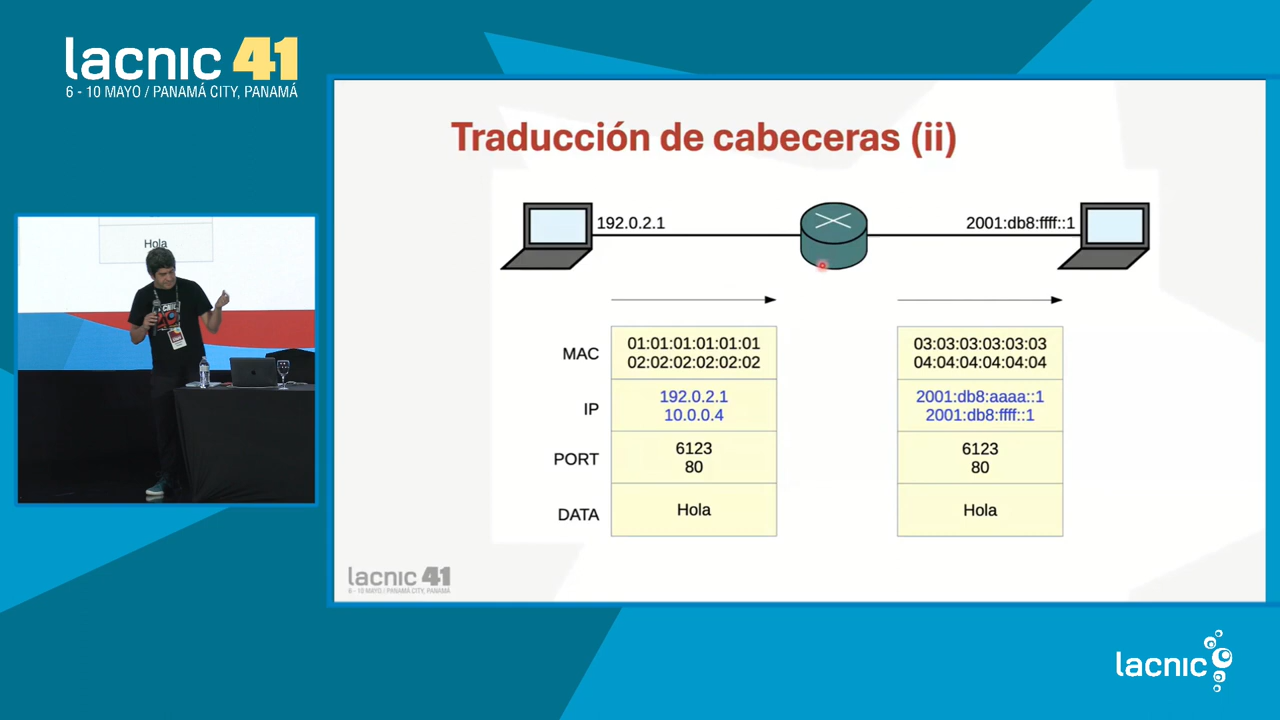 lacnic 41
6 - 10 MAYO / PANAMÁ CITY, PANAMÁ
Traducción de cabeceras (ii)
192.0.2.1
2001:db8:ffff::1
MAC
01:01:01:01:01:01
02:02:02:02:02:02
03:03:03:03:03:03
04:04:04:04:04:04
IP
192.0.2.1
10.0.0.4
2001:db8:aaaa::1
2001:db8:ffff::1
PORT
6123
80
6123
80
DATA
Hola
Hola
lacnic 41
6 - 10 MAYO / PANAMÁ CITY, PANAMÁ
Hola
lacnic